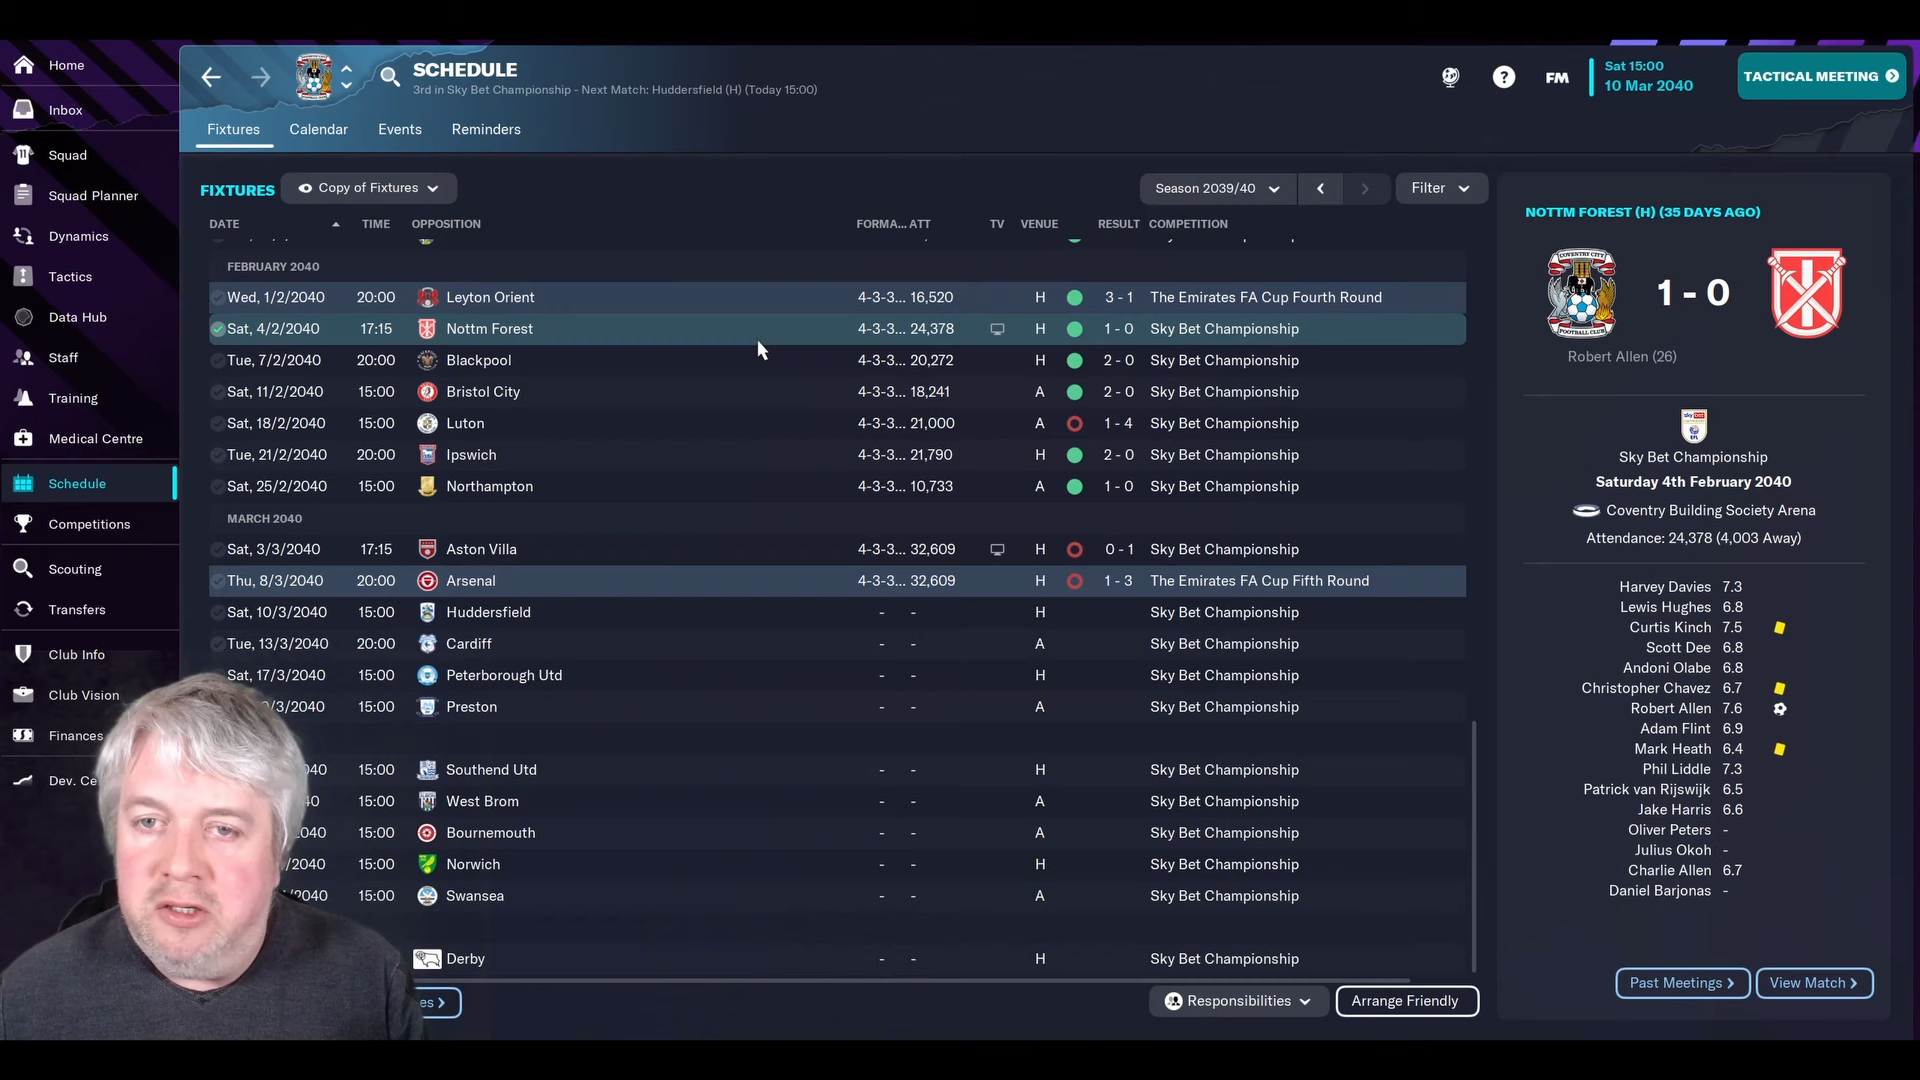 Home
Inbox
Squad
Squad Planner
Dynamics
Tactics
Data Hub
Staff
Training
Medical Centre
Schedule
Competitions
Scouting
Transfers
Club Info
Club Vision
Finances
Dev. Ce
SCHEDULE
3rd in Sky Bet Championship - Next Match: Huddersfield (H) (Today 15:00)
FM
Sat 15:00
10 Mar 2040
TACTICAL MEETING
Fixtures Calendar Events Reminders
FIXTURES Copy of Fixtures Season 2039/40 Filter
DATE TIME OPPOSITION FORMA... ATT TV VENUE RESULT COMPETITION
FEBRUARY 2040
Wed, 1/2/2040 20:00 Leyton Orient 4-3-3... 16,520 H 3 - 1 The Emirates FA Cup Fourth Round
Sat, 4/2/2040 17:15 Nottm Forest 4-3-3... 24,378 H 1 - 0 Sky Bet Championship
Tue, 7/2/2040 20:00 Blackpool 4-3-3... 20,272 H 2 - 0 Sky Bet Championship
Sat, 11/2/2040 15:00 Bristol City 4-3-3... 18,241 A 2 - 0 Sky Bet Championship
Sat, 18/2/2040 15:00 Luton 4-3-3... 21,000 A 1 - 4 Sky Bet Championship
Tue, 21/2/2040 20:00 Ipswich 4-3-3... 21,790 H 2 - 0 Sky Bet Championship
Sat, 25/2/2040 15:00 Northampton 4-3-3... 10,733 A 1 - 0 Sky Bet Championship
MARCH 2040
Sat, 3/3/2040 17:15 Aston Villa 4-3-3... 32,609 H 0 - 1 Sky Bet Championship
Thu, 8/3/2040 20:00 Arsenal 4-3-3... 32,609 H 1 - 3 The Emirates FA Cup Fifth Round
Sat, 10/3/2040 15:00 Huddersfield - - H Sky Bet Championship
Tue, 13/3/2040 20:00 Cardiff - - A Sky Bet Championship
Sat, 17/3/2040 15:00 Peterborough Utd - - H Sky Bet Championship
/3/2040 15:00 Preston - - A Sky Bet Championship
040 15:00 Southend Utd - - H Sky Bet Championship
40 15:00 West Brom - - A Sky Bet Championship
2040 15:00 Bournemouth - - A Sky Bet Championship
/2040 15:00 Norwich - - H Sky Bet Championship
/2040 15:00 Swansea - - A Sky Bet Championship
Derby - - H Sky Bet Championship
es
Responsibilities
Arrange Friendly
NOTTM FOREST (H) (35 DAYS AGO)
COVENTRY CITY
FOOTBALL CLUB
1 - 0
Robert Allen (26)
sky bet
EFL
Sky Bet Championship
Saturday 4th February 2040
Coventry Building Society Arena
Attendance: 24,378 (4,003 Away)
Harvey Davies 7.3
Lewis Hughes 6.8
Curtis Kinch 7.5
Scott Dee 6.8
Andoni Olabe 6.8
Christopher Chavez 6.7
Robert Allen 7.6
Adam Flint 6.9
Mark Heath 6.4
Phil Liddle 7.3
Patrick van Rijswijk 6.5
Jake Harris 6.6
Oliver Peters -
Julius Okoh -
Charlie Allen 6.7
Daniel Barjonas -
Past Meetings View Match